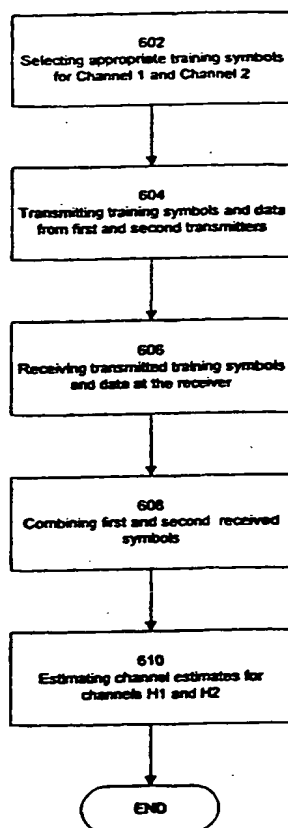 602
Selecting appropriate training symbols
for Channel 1 and Channel 2
604
Transmitting training symbols and data
from first and second transmitters
606
Receiving transmitted training symbols
and data at the receiver
608
Combining first and second received
symbols
610
Estimating channel estimates for
channels H1 and H2
END